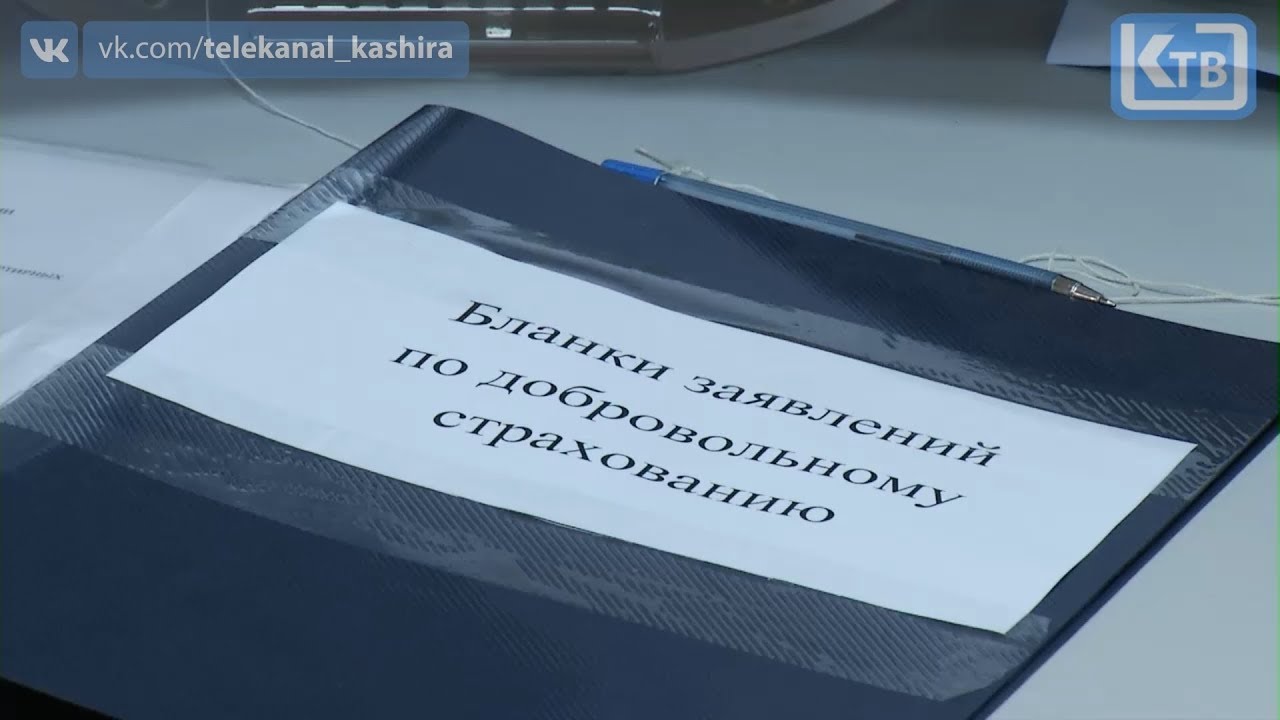 vk.com/telekanal_kashira
КТВ
Бланки заявлений
по добровольному
страхованию